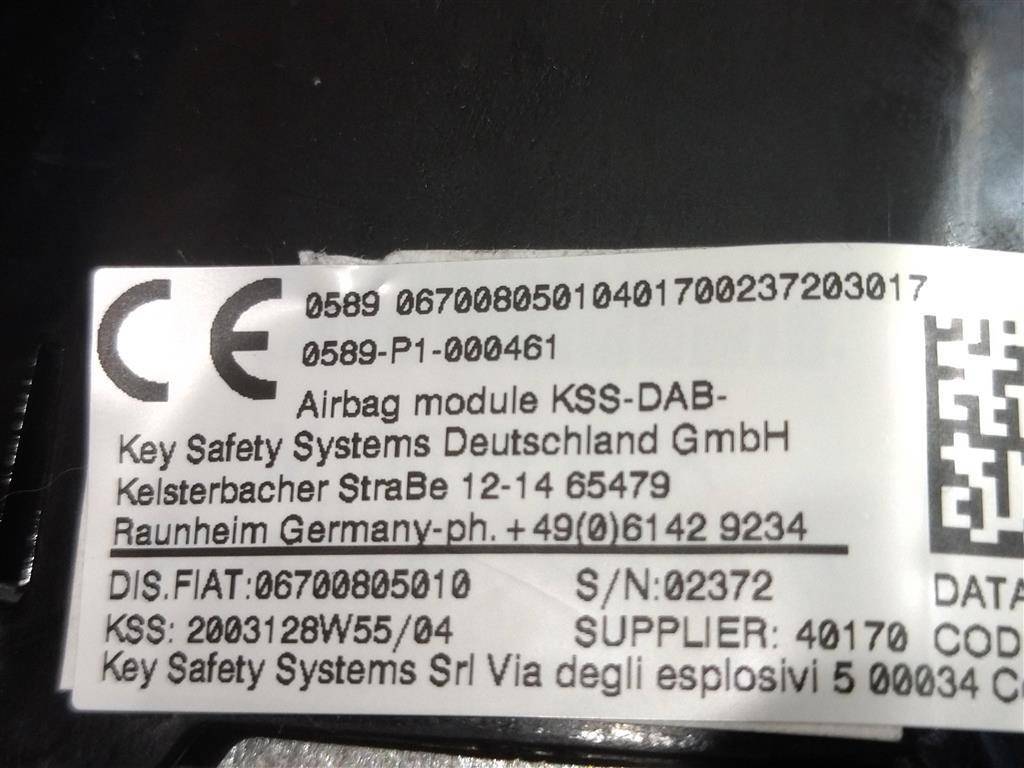 CE 0589 06700805010401700237203017
0589-P1-000461
Airbag module KSS-DAB-
Key Safety Systems Deutschland GmbH
Kelsterbacher StraBe 12-14 65479
Raunheim Germany-ph. +49(0)6142 9234
DIS.FIAT:06700805010 S/N:02372 DATA
KSS: 2003128W55/04 SUPPLIER: 40170 COD
Key Safety Systems Srl Via degli esplosivi 5 00034